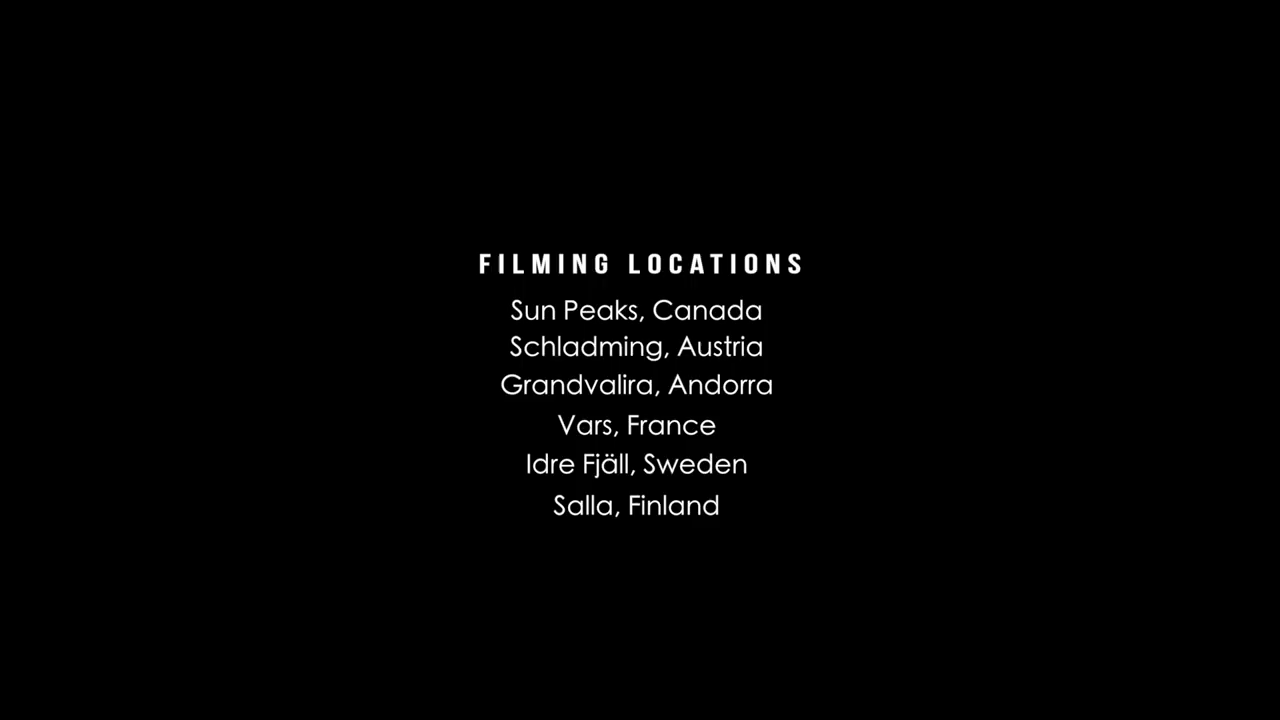 FILMING LOCATIONS
Sun Peaks, Canada
Schladming, Austria
Grandvalira, Andorra
Vars, France
Idre Fjäll, Sweden
Salla, Finland